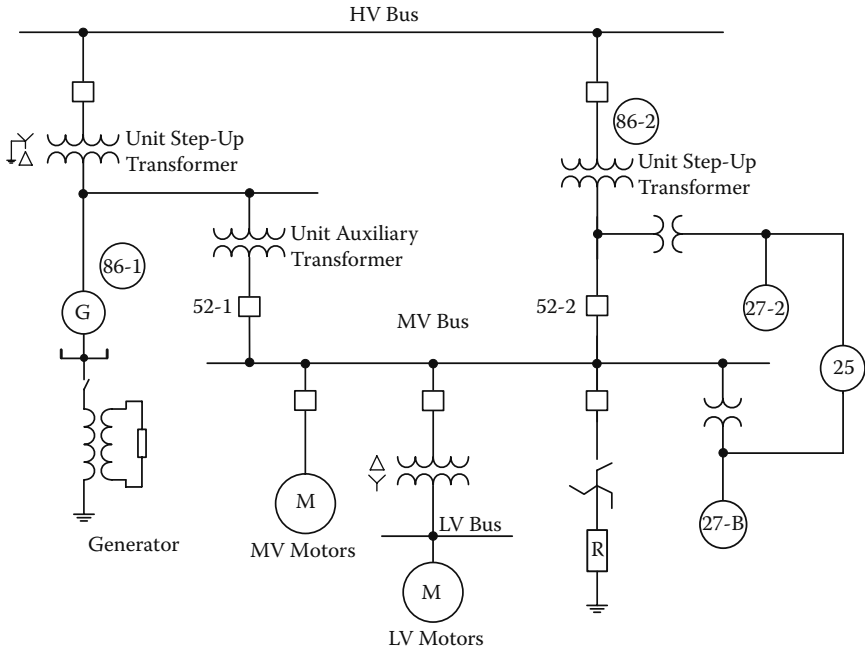 HV Bus
86-2
Unit Step-Up
Transformer
Unit Step-Up
Transformer
Unit Auxiliary
Transformer
86-1
G
52-1
52-2
27-2
MV Bus
25
M
MV Motors
LV Bus
M
LV Motors
R
27-B
Generator